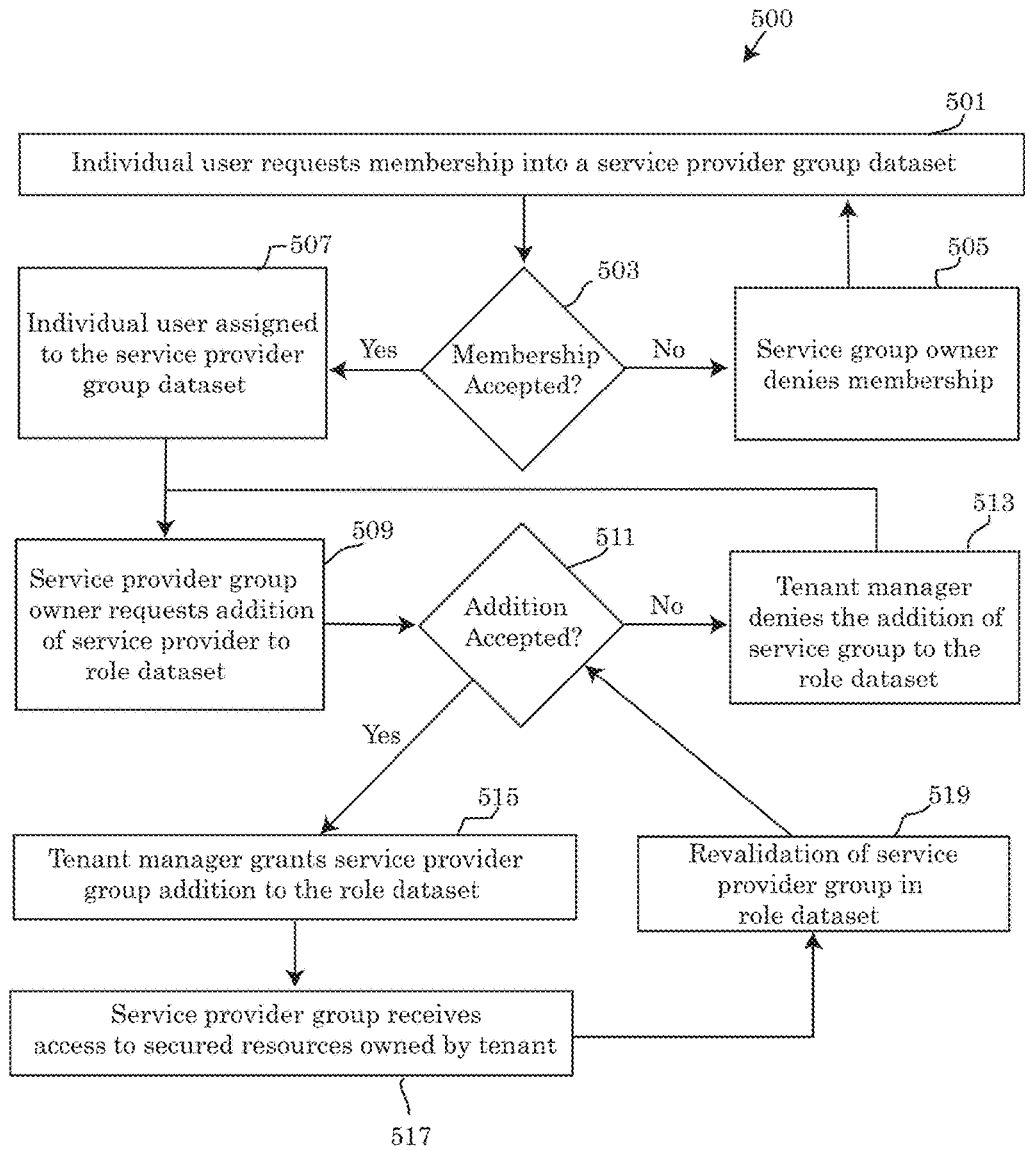 500
501
Individual user requests membership into a service provider group dataset
507
503
505
Individual user assigned
to the service provider
group dataset
Yes
Membership
Accepted?
No
Service group owner
denies membership
509
511
513
Service provider group
owner requests addition
of service provider to
role dataset
Addition
Accepted?
No
Tenant manager
denies the addition of
service group to the
role dataset
Yes
515
519
Tenant manager grants service provider
group addition to the role dataset
Revalidation of service
provider group in
role dataset
Service provider group receives
access to secured resources owned by tenant
517